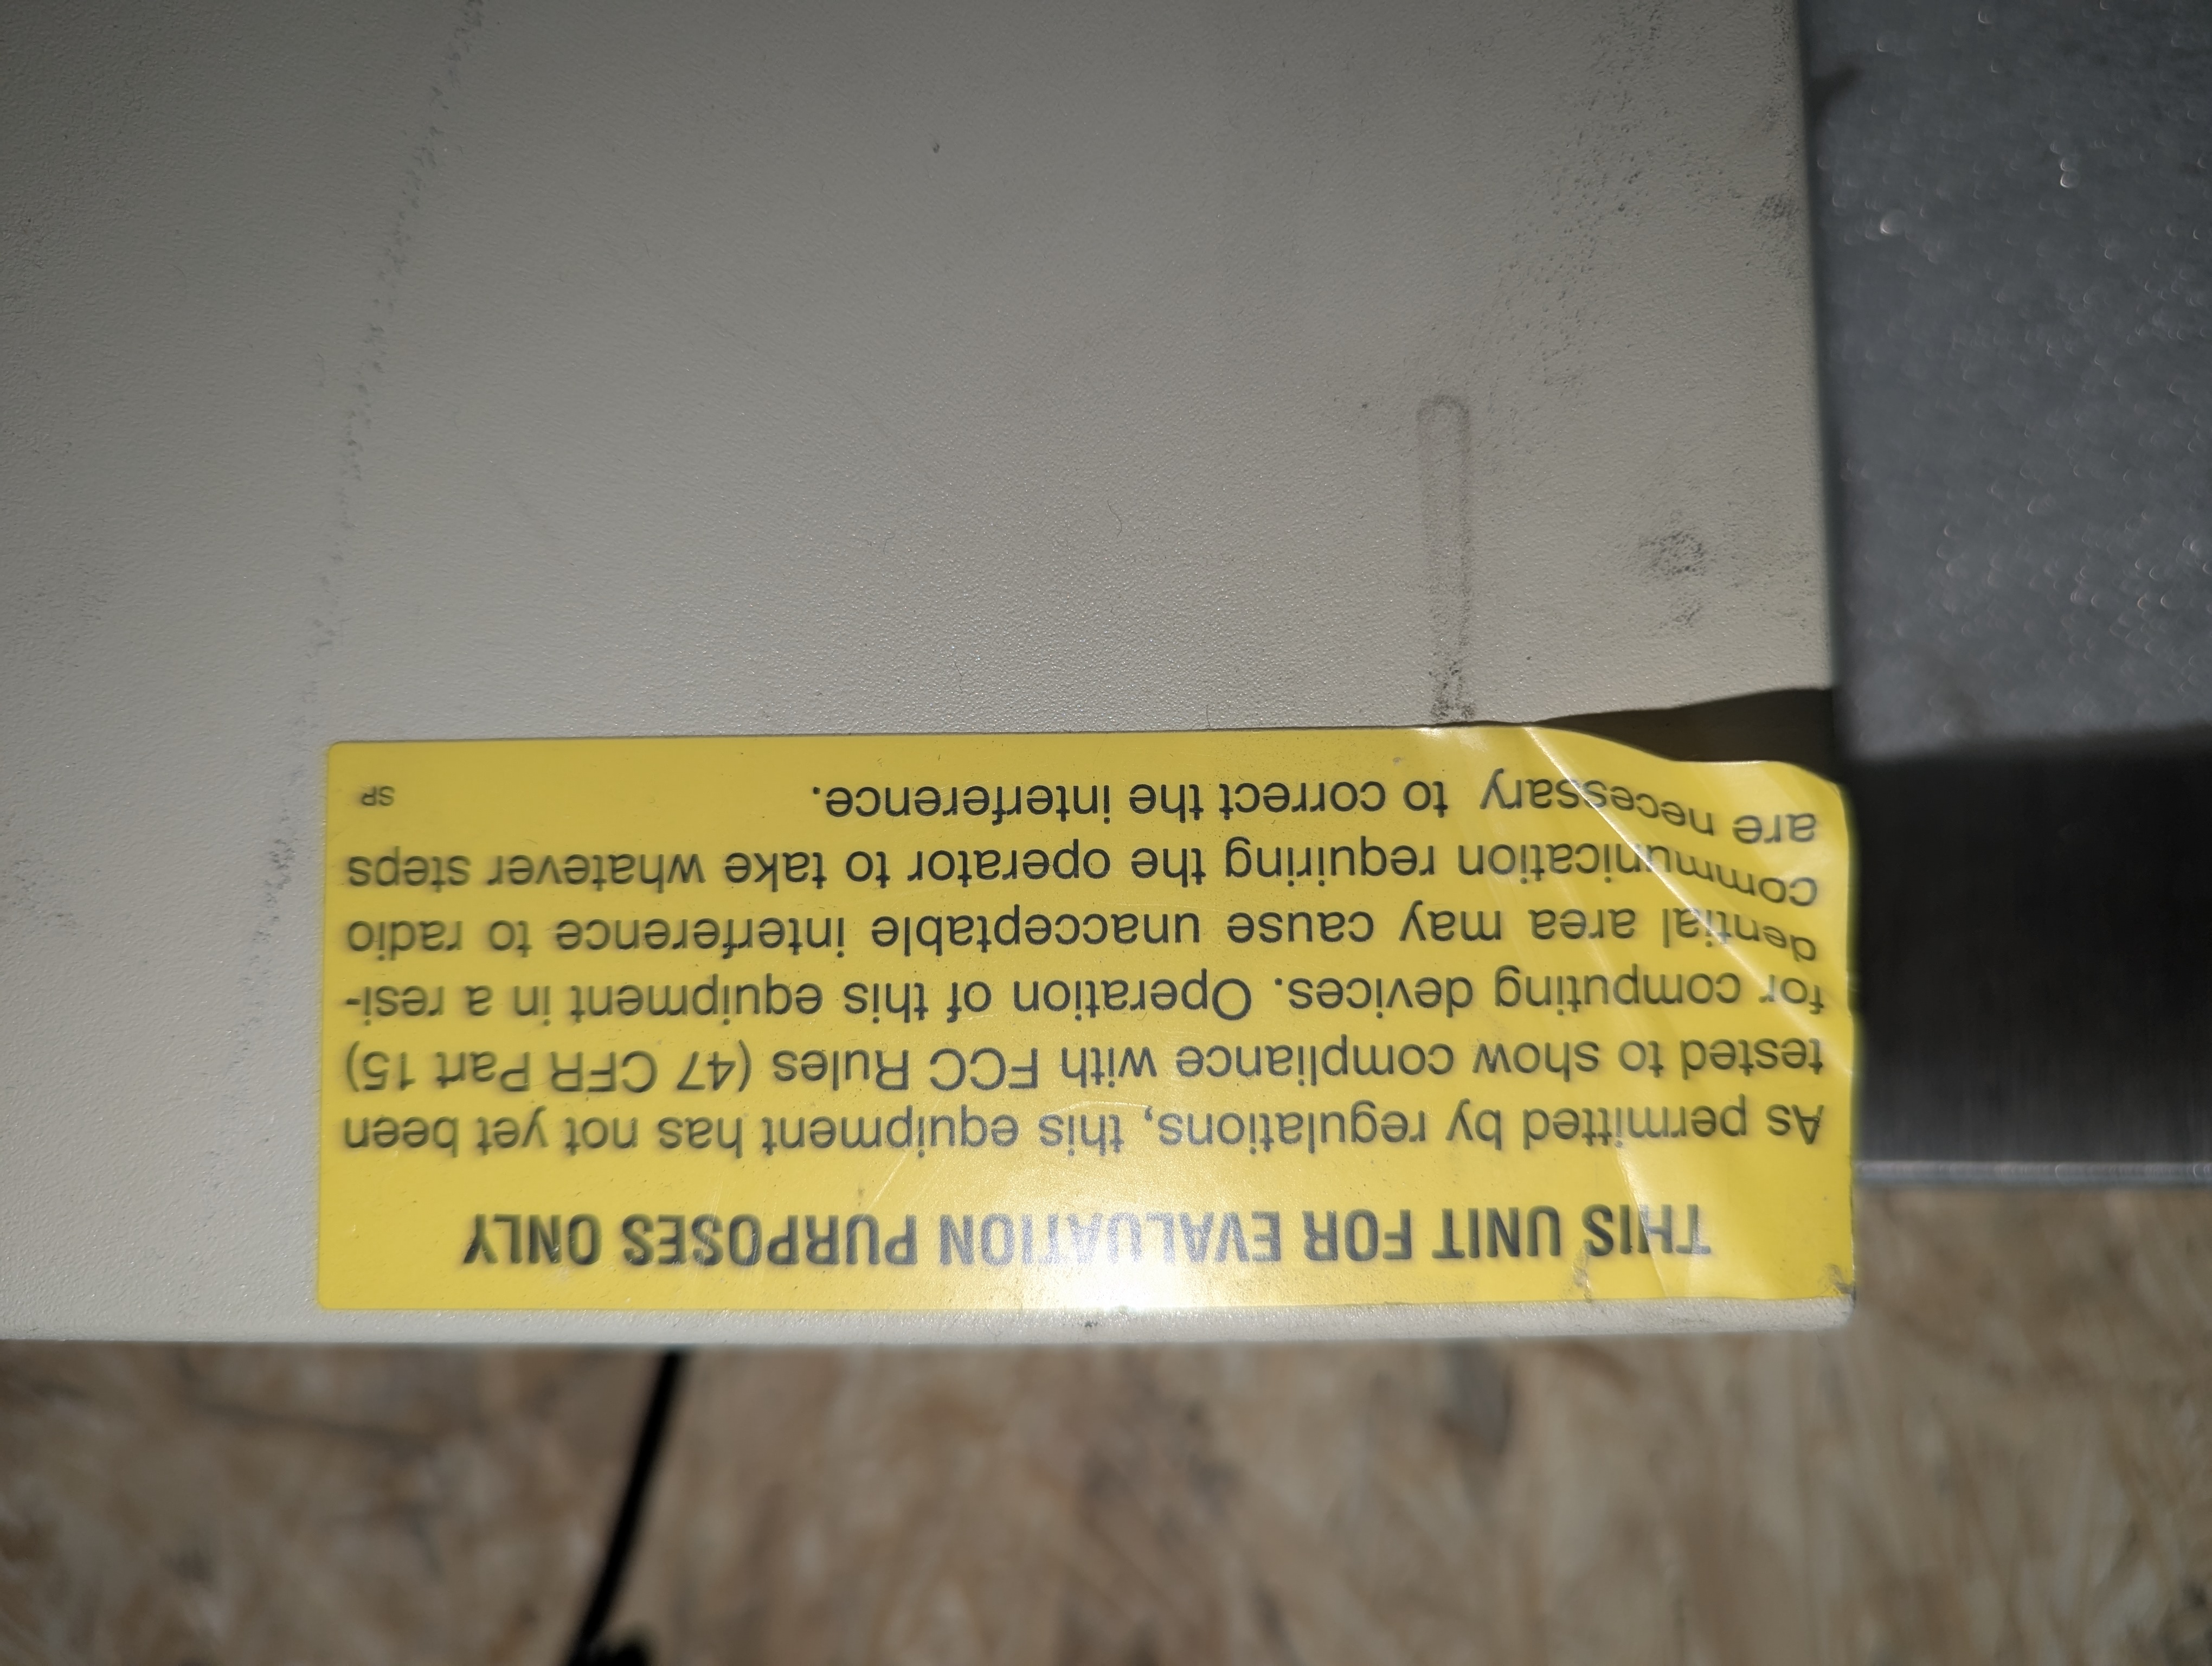 THIS UNIT FOR EVALUATION PURPOSES ONLY
As permitted by regulations, this equipment has not yet been
tested to show compliance with FCC Rules (47 CFR Part 15)
for computing devices. Operation of this equipment in a resi-
dential area may cause unacceptable interference to radio
communication requiring the operator to take whatever steps
are necessary to correct the interference.
SP